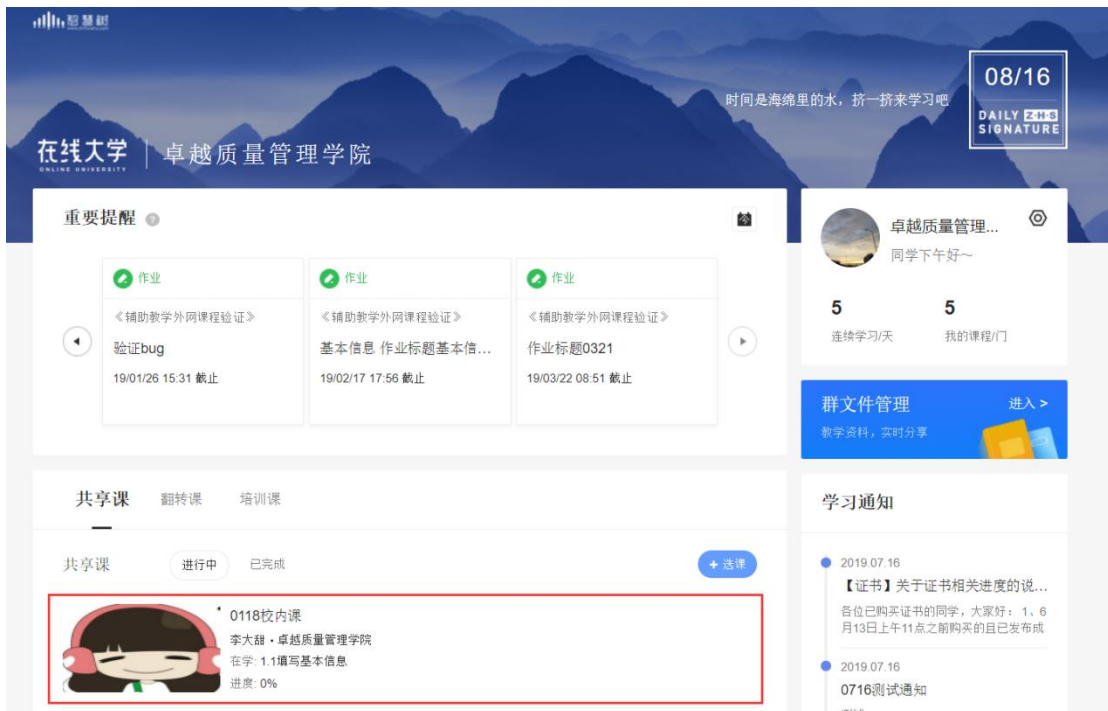 智慧树
时间是海绵里的水，挤一挤来学习吧
08/16
DAILY Z·H·S
SIGNATURE
在线大学
ONLINE UNIVERSITY
卓越质量管理学院
重要提醒
作业
《辅助教学外网课程验证》
验证bug
19/01/26 15:31 截止
作业
《辅助教学外网课程验证》
基本信息 作业标题基本信...
19/02/17 17:56 截止
作业
《辅助教学外网课程验证》
作业标题0321
19/03/22 08:51 截止
卓越质量管理...
同学下午好～
5
连续学习/天
5
我的课程/门
群文件管理
进入 >
教学资料，实时分享
共享课 翻转课 培训课
共享课 进行中 已完成 + 选课
0118校内课
李大甜·卓越质量管理学院
在学: 1.1填写基本信息
进度: 0%
学习通知
2019.07.16
【证书】关于证书相关进度的说...
各位已购买证书的同学，大家好： 1、6
月13日上午11点之前购买的且已发布成
2019.07.16
0716测试通知